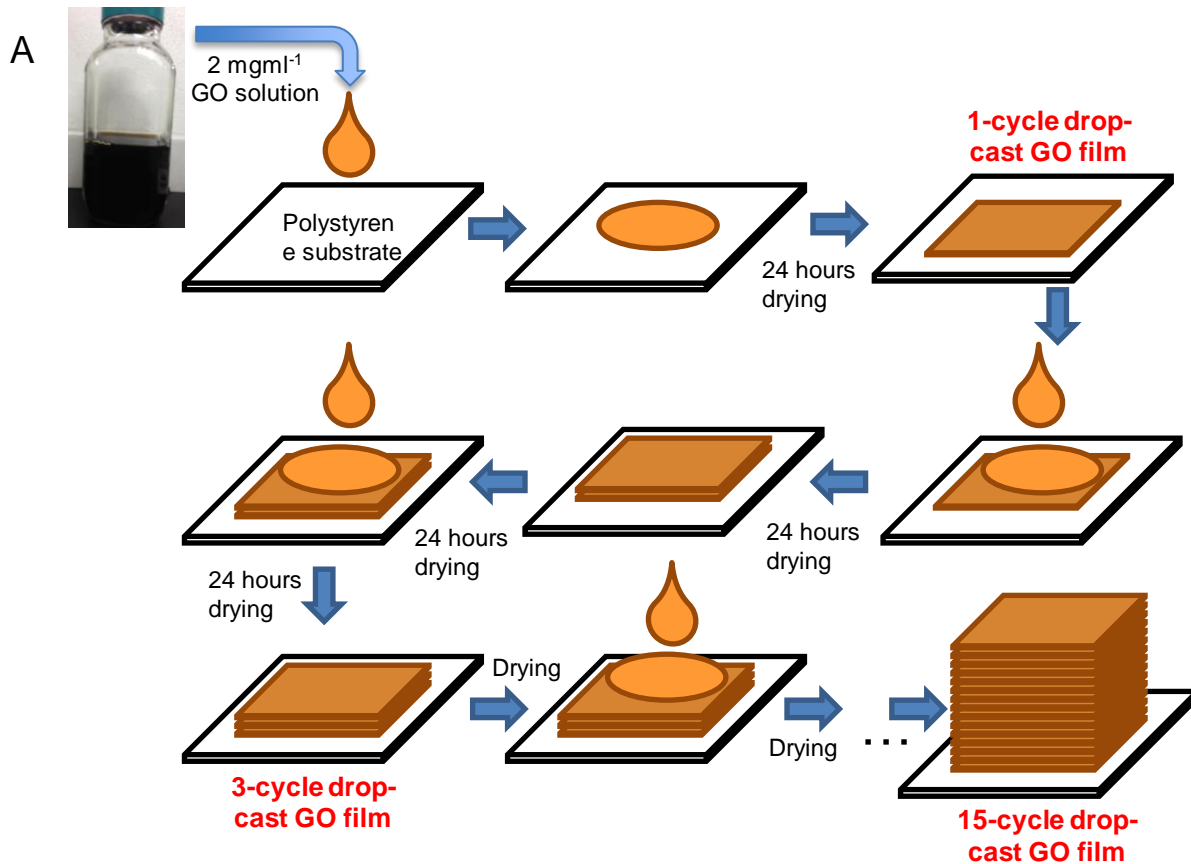 A
2 mgml⁻¹
GO solution
1-cycle drop-
cast GO film
Polystyren
e substrate
24 hours
drying
24 hours
drying
24 hours
drying
24 hours
drying
Drying
Drying
...
3-cycle drop-
cast GO film
15-cycle drop-
cast GO film